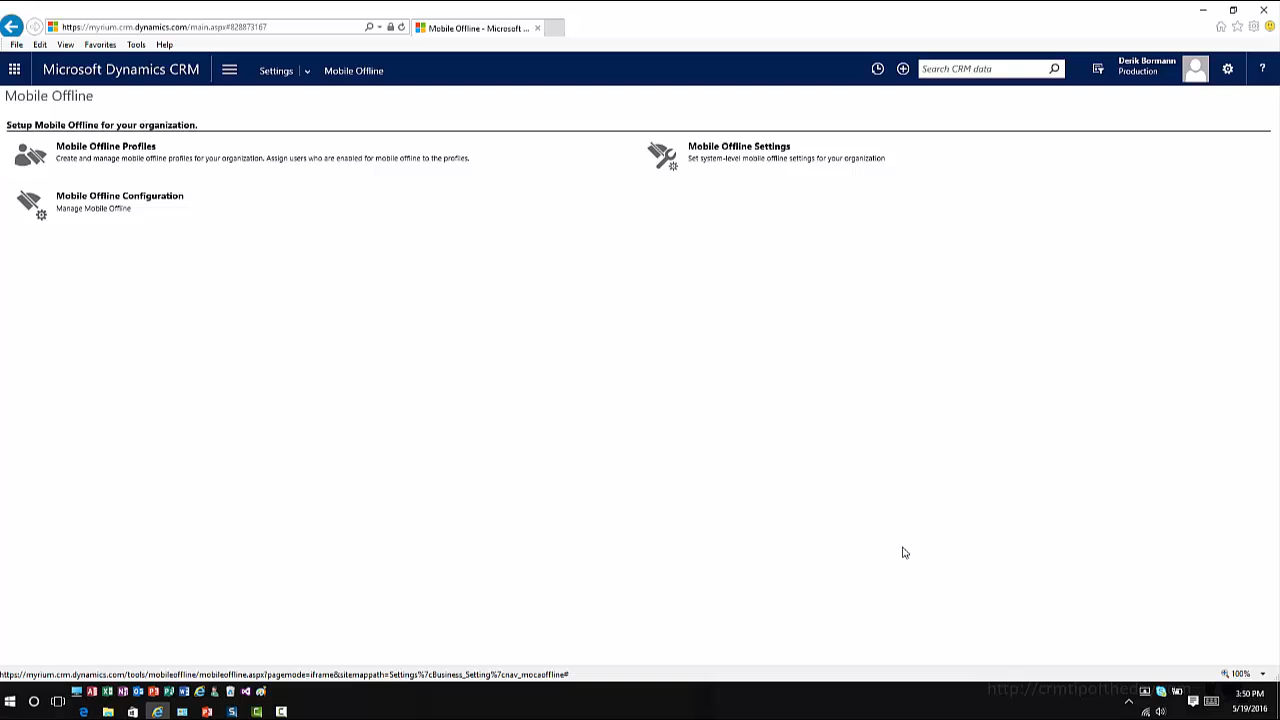 https://myrium.crm.dynamics.com/main.aspx#828873167
Mobile Offline - Microsoft ...
File Edit View Favorites Tools Help
Microsoft Dynamics CRM
Settings
Mobile Offline
Search CRM data
Derik Bormann
Production
?
Mobile Offline
Setup Mobile Offline for your organization.
Mobile Offline Profiles
Create and manage mobile offline profiles for your organization. Assign users who are enabled for mobile offline to the profiles.
Mobile Offline Settings
Set system-level mobile offline settings for your organization
Mobile Offline Configuration
Manage Mobile Offline
https://myrium.crm.dynamics.com/tools/mobileoffline/mobileoffline.aspx?pagemode=iframe&sitemappath=Settings%7cBusiness_Setting%7cnav_mocaoffline#
100%
3:50 PM
5/19/2016